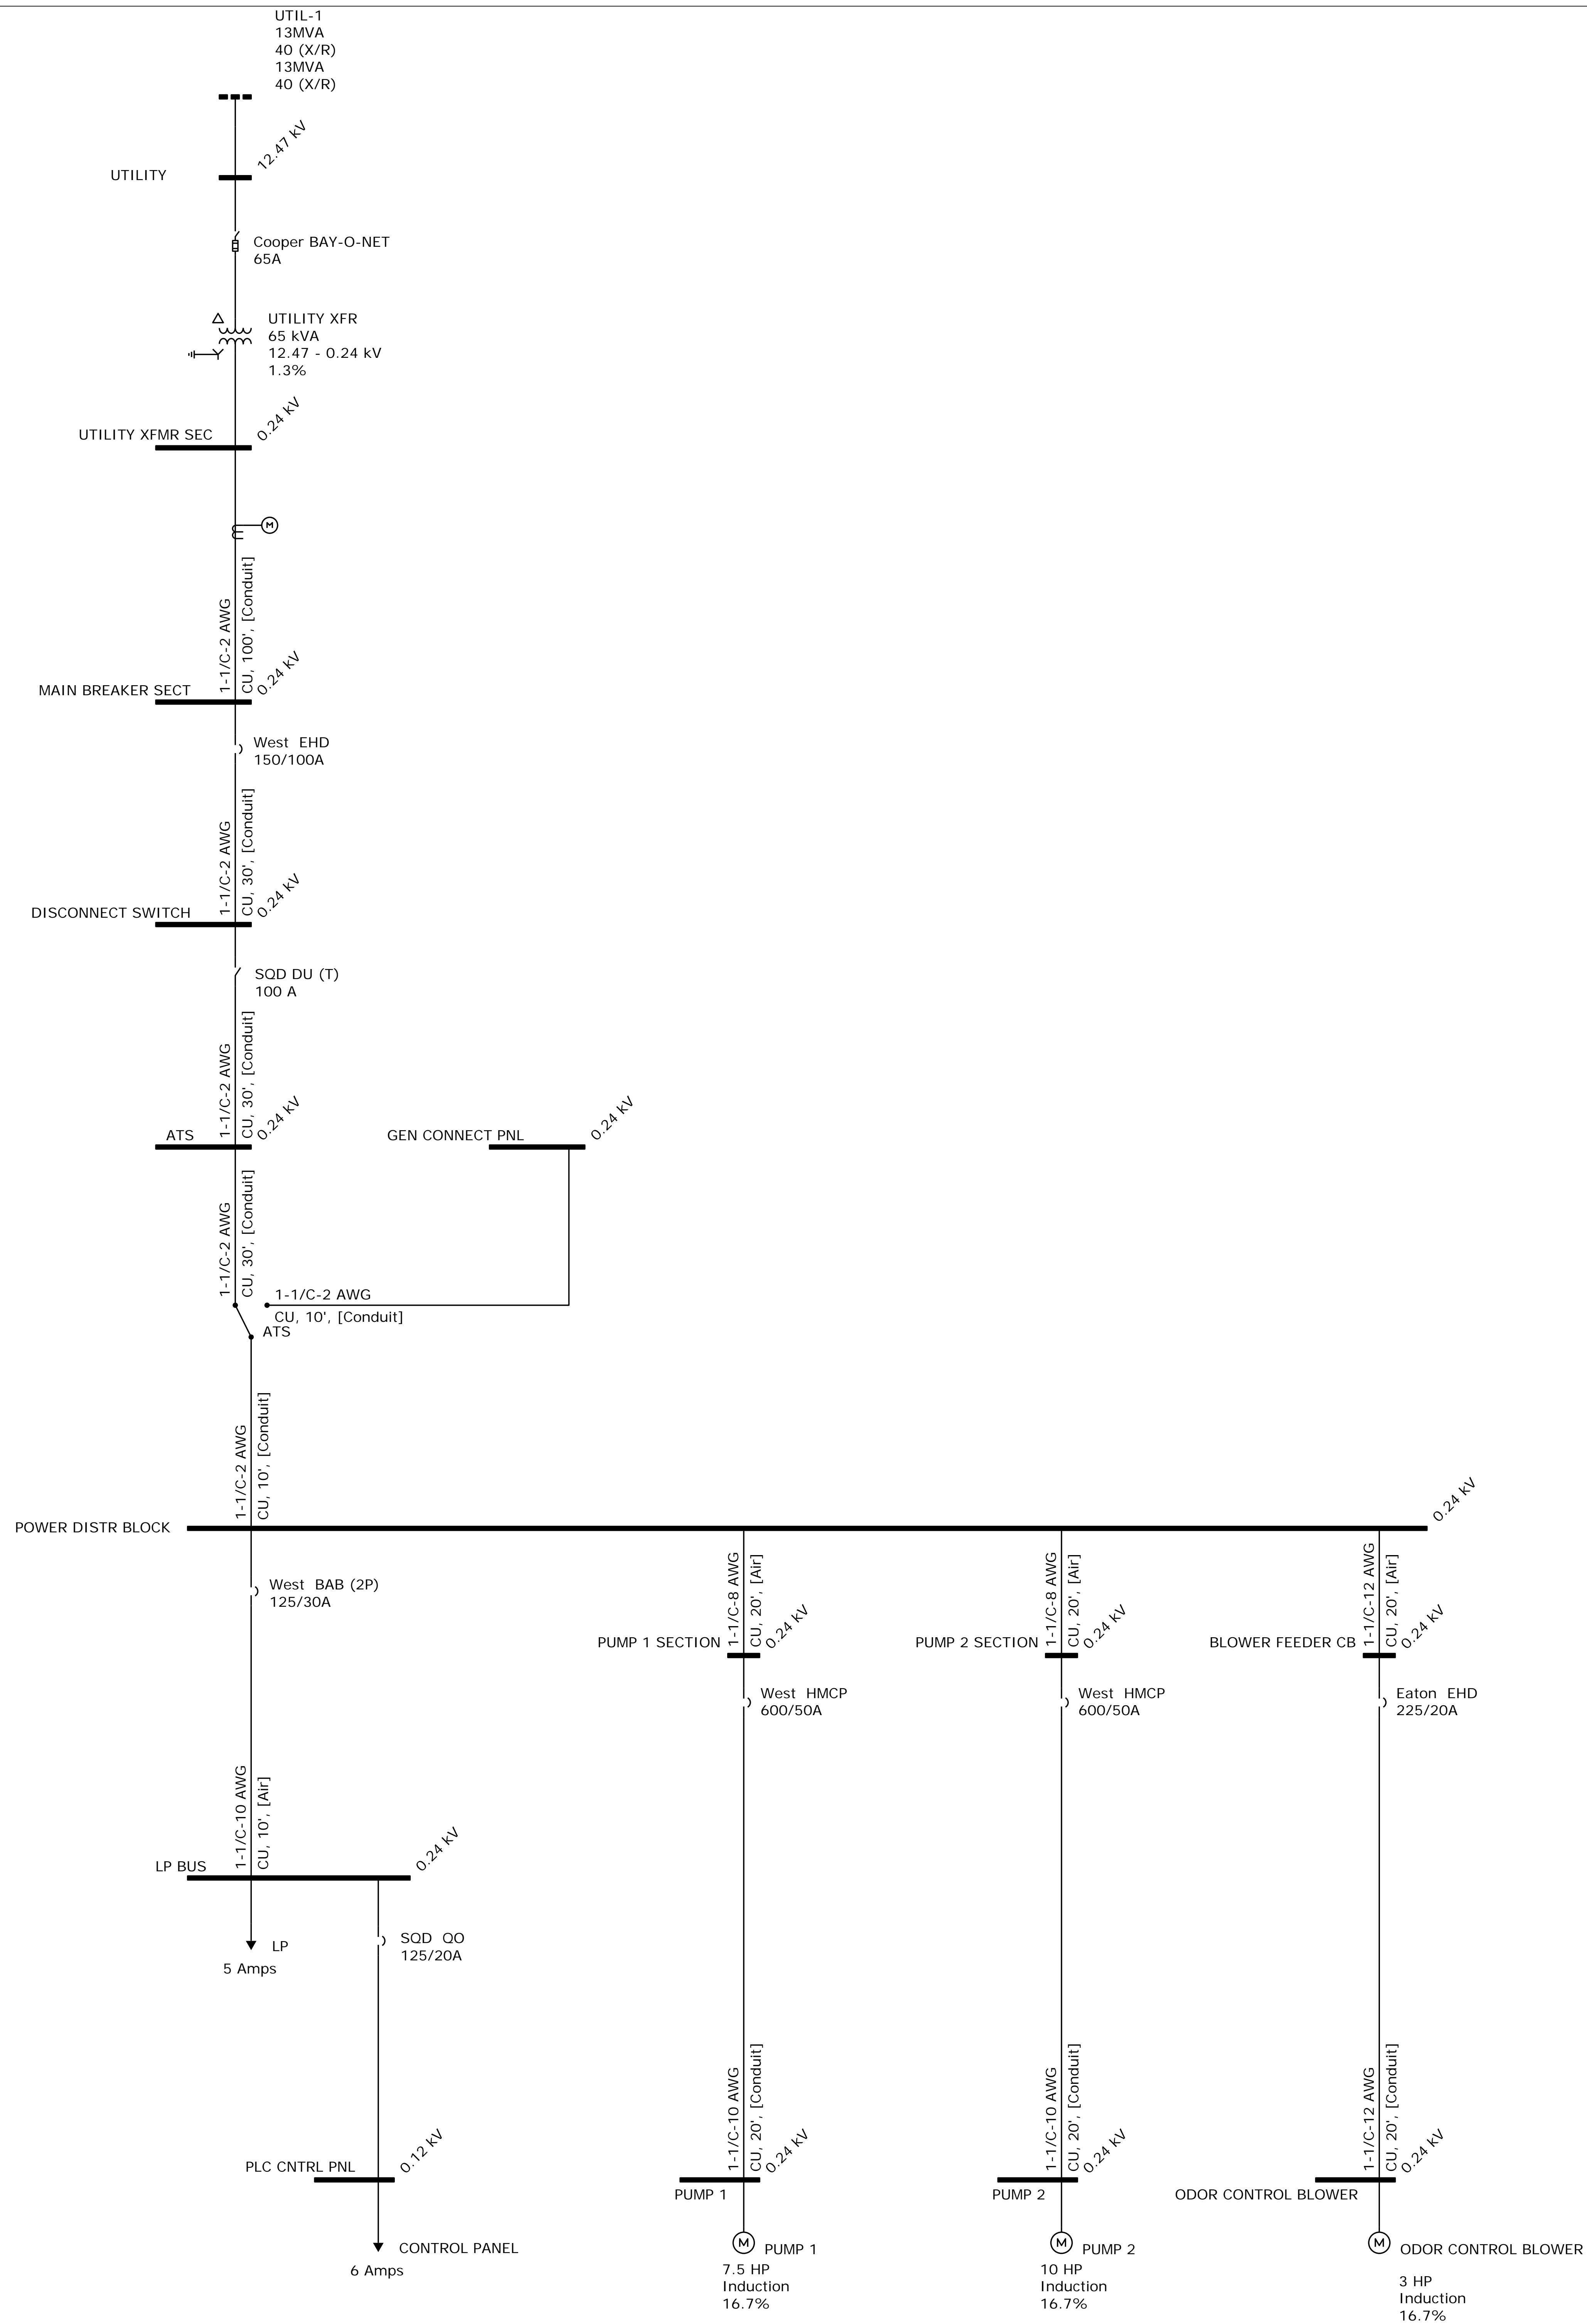 UTIL-1
13MVA
40 (X/R)
13MVA
40 (X/R)
12.47 kV
UTILITY
Cooper BAY-O-NET
65A
UTILITY XFR
65 kVA
12.47 - 0.24 kV
1.3%
0.24 kV
UTILITY XFMR SEC
M
1-1/C-2 AWG
CU, 100', [Conduit]
0.24 kV
MAIN BREAKER SECT
West  EHD
150/100A
1-1/C-2 AWG
CU, 30', [Conduit]
0.24 kV
DISCONNECT SWITCH
SQD DU (T)
100 A
1-1/C-2 AWG
CU, 30', [Conduit]
0.24 kV
ATS
GEN CONNECT PNL
0.24 kV
1-1/C-2 AWG
CU, 30', [Conduit]
1-1/C-2 AWG
CU, 10', [Conduit]
ATS
1-1/C-2 AWG
CU, 10', [Conduit]
POWER DISTR BLOCK
0.24 kV
West  BAB (2P)
125/30A
1-1/C-8 AWG
CU, 20', [Air]
0.24 kV
PUMP 1 SECTION
1-1/C-8 AWG
CU, 20', [Air]
0.24 kV
PUMP 2 SECTION
1-1/C-12 AWG
CU, 20', [Air]
0.24 kV
BLOWER FEEDER CB
West  HMCP
600/50A
West  HMCP
600/50A
Eaton  EHD
225/20A
1-1/C-10 AWG
CU, 10', [Air]
0.24 kV
LP BUS
LP
5 Amps
SQD  QO
125/20A
0.12 kV
PLC CNTRL PNL
CONTROL PANEL
6 Amps
1-1/C-10 AWG
CU, 20', [Conduit]
0.24 kV
PUMP 1
M
PUMP 1
7.5 HP
Induction
16.7%
1-1/C-10 AWG
CU, 20', [Conduit]
0.24 kV
PUMP 2
M
PUMP 2
10 HP
Induction
16.7%
1-1/C-12 AWG
CU, 20', [Conduit]
0.24 kV
ODOR CONTROL BLOWER
M
ODOR CONTROL BLOWER
3 HP
Induction
16.7%